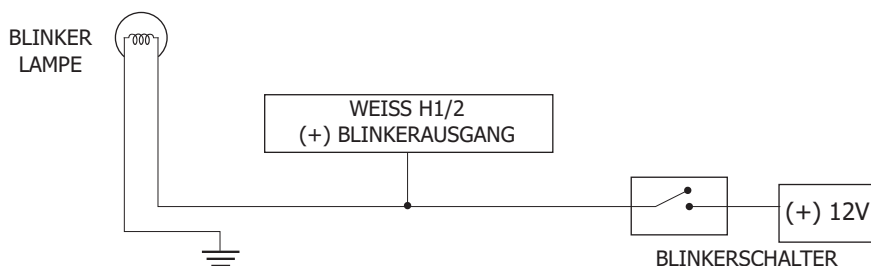 BLINKER
LAMPE
WEISS H1/2
(+) BLINKERAUSGANG
(+) 12V
BLINKERSCHALTER